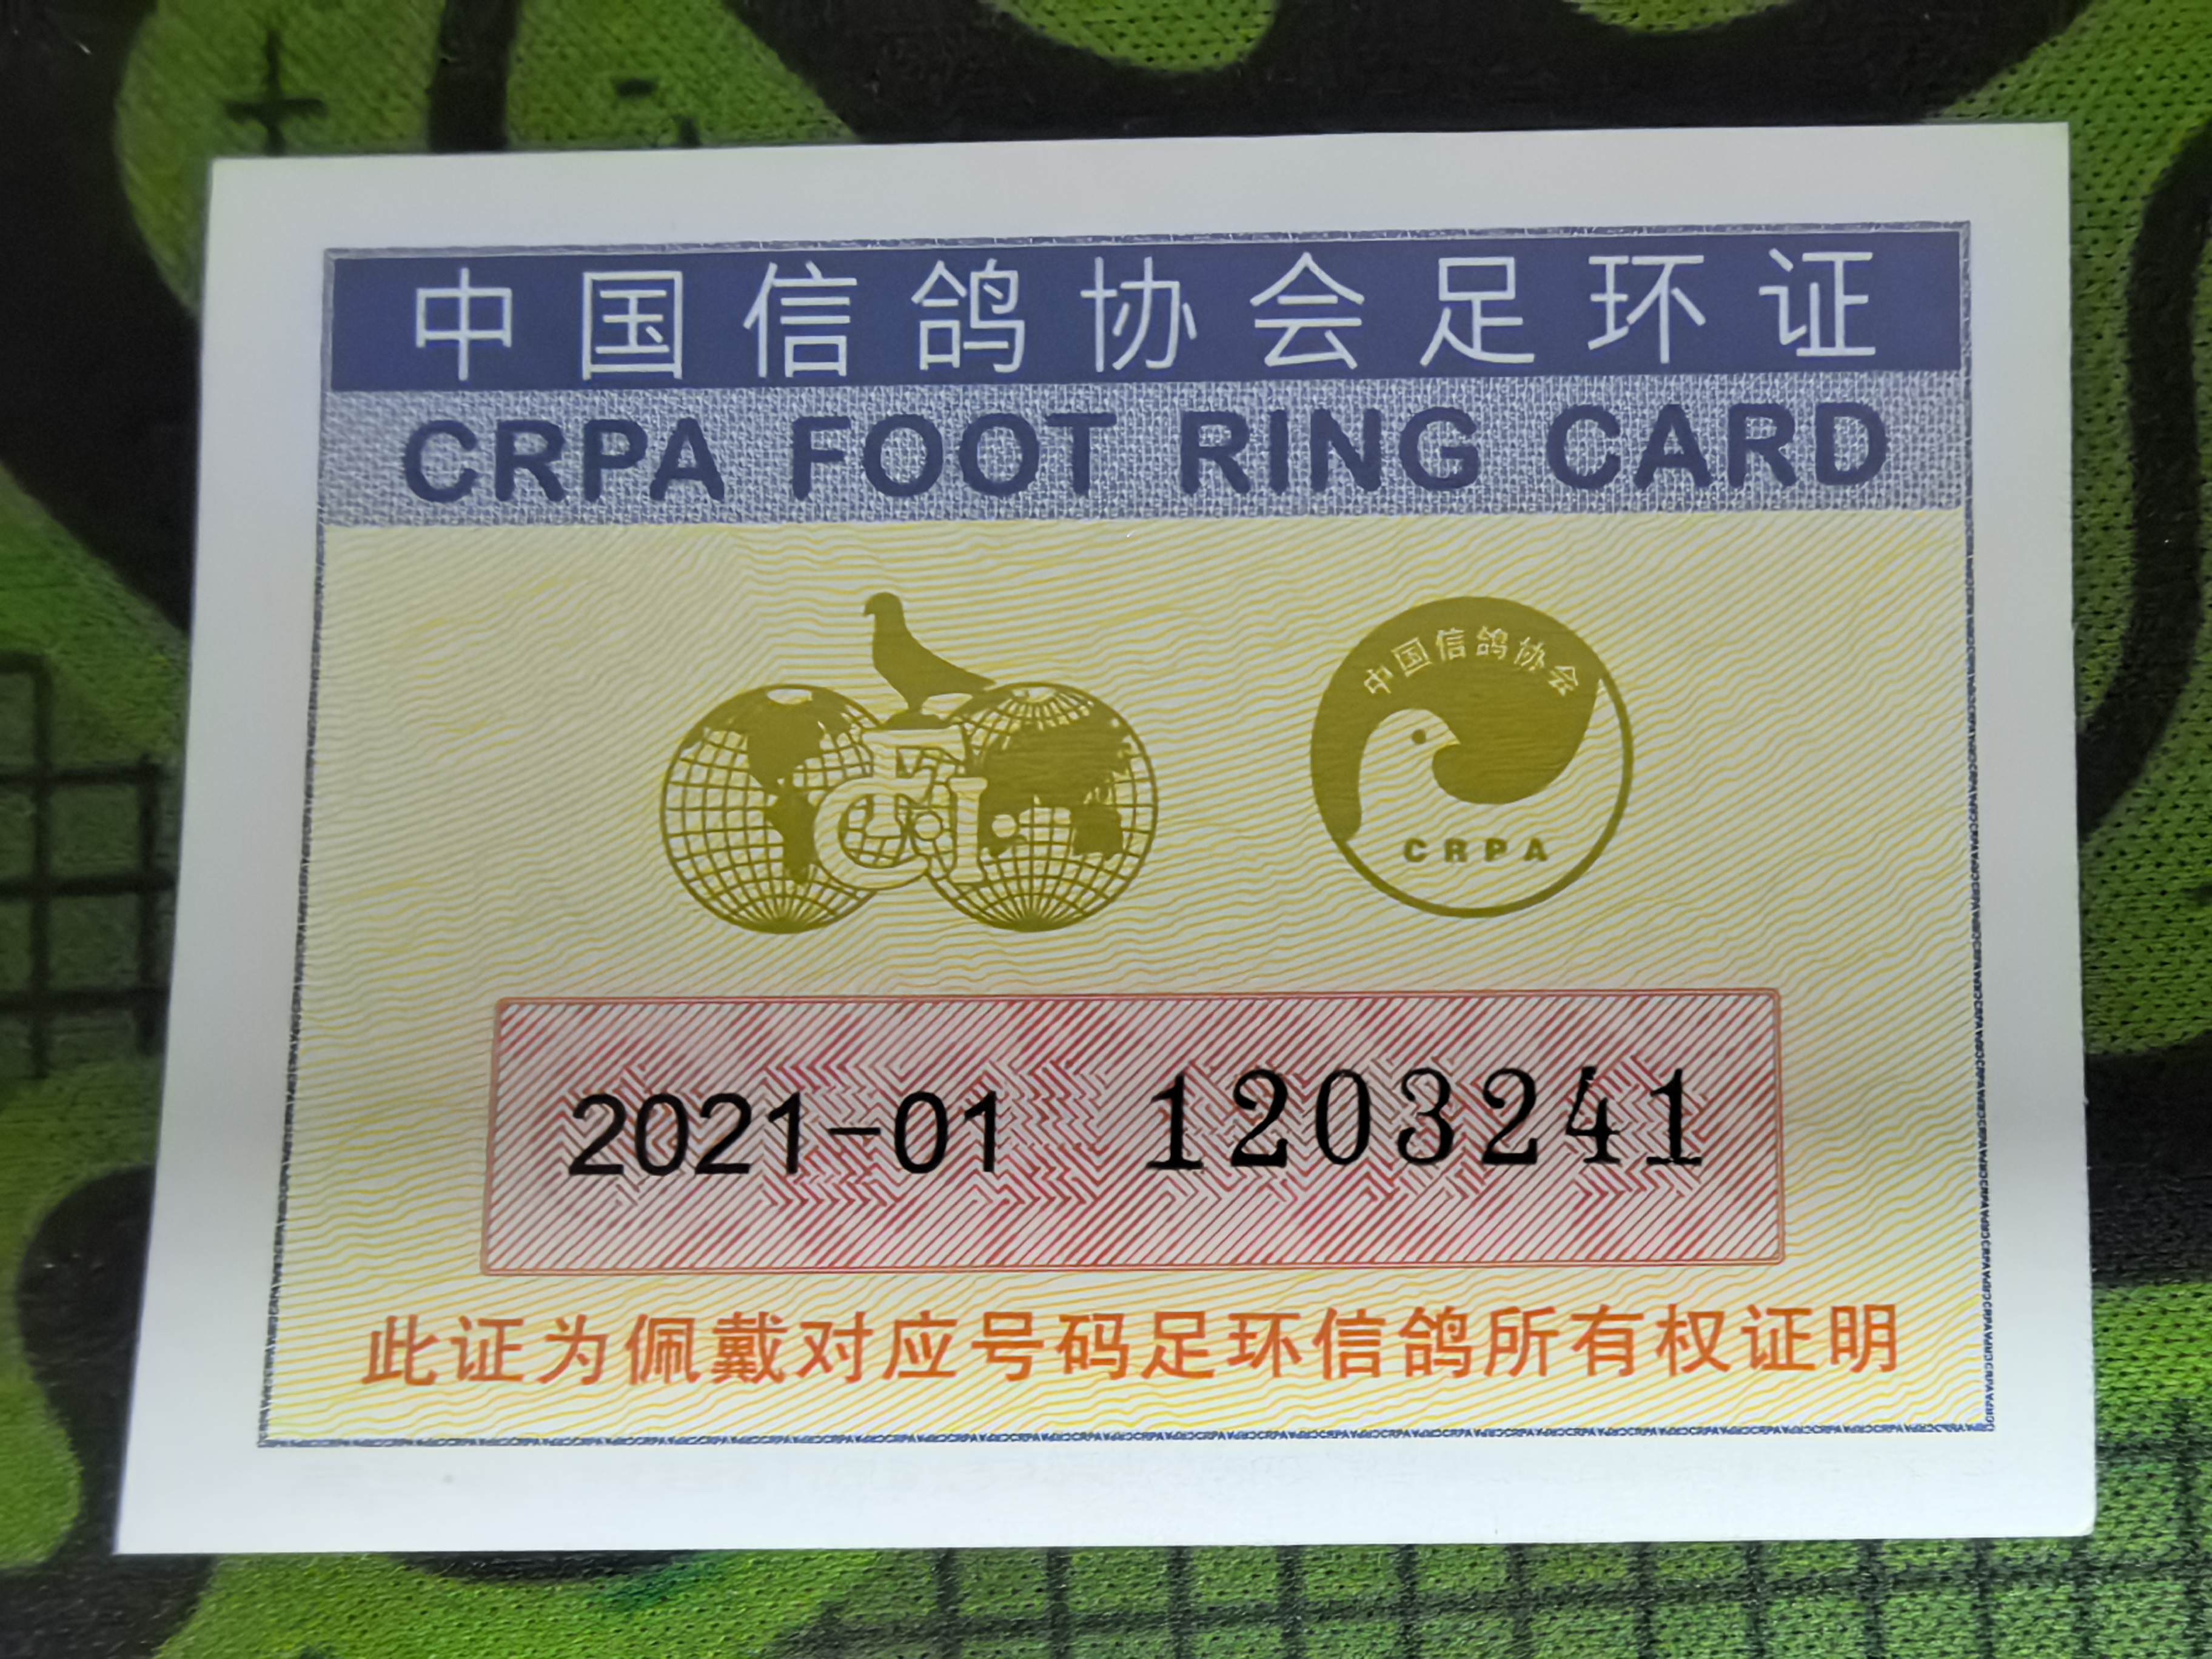 中国信鸽协会足环证
CRPA FOOT RING CARD
中国信鸽协会
CRPA
2021-01 1203241
此证为佩戴对应号码足环信鸽所有权证明